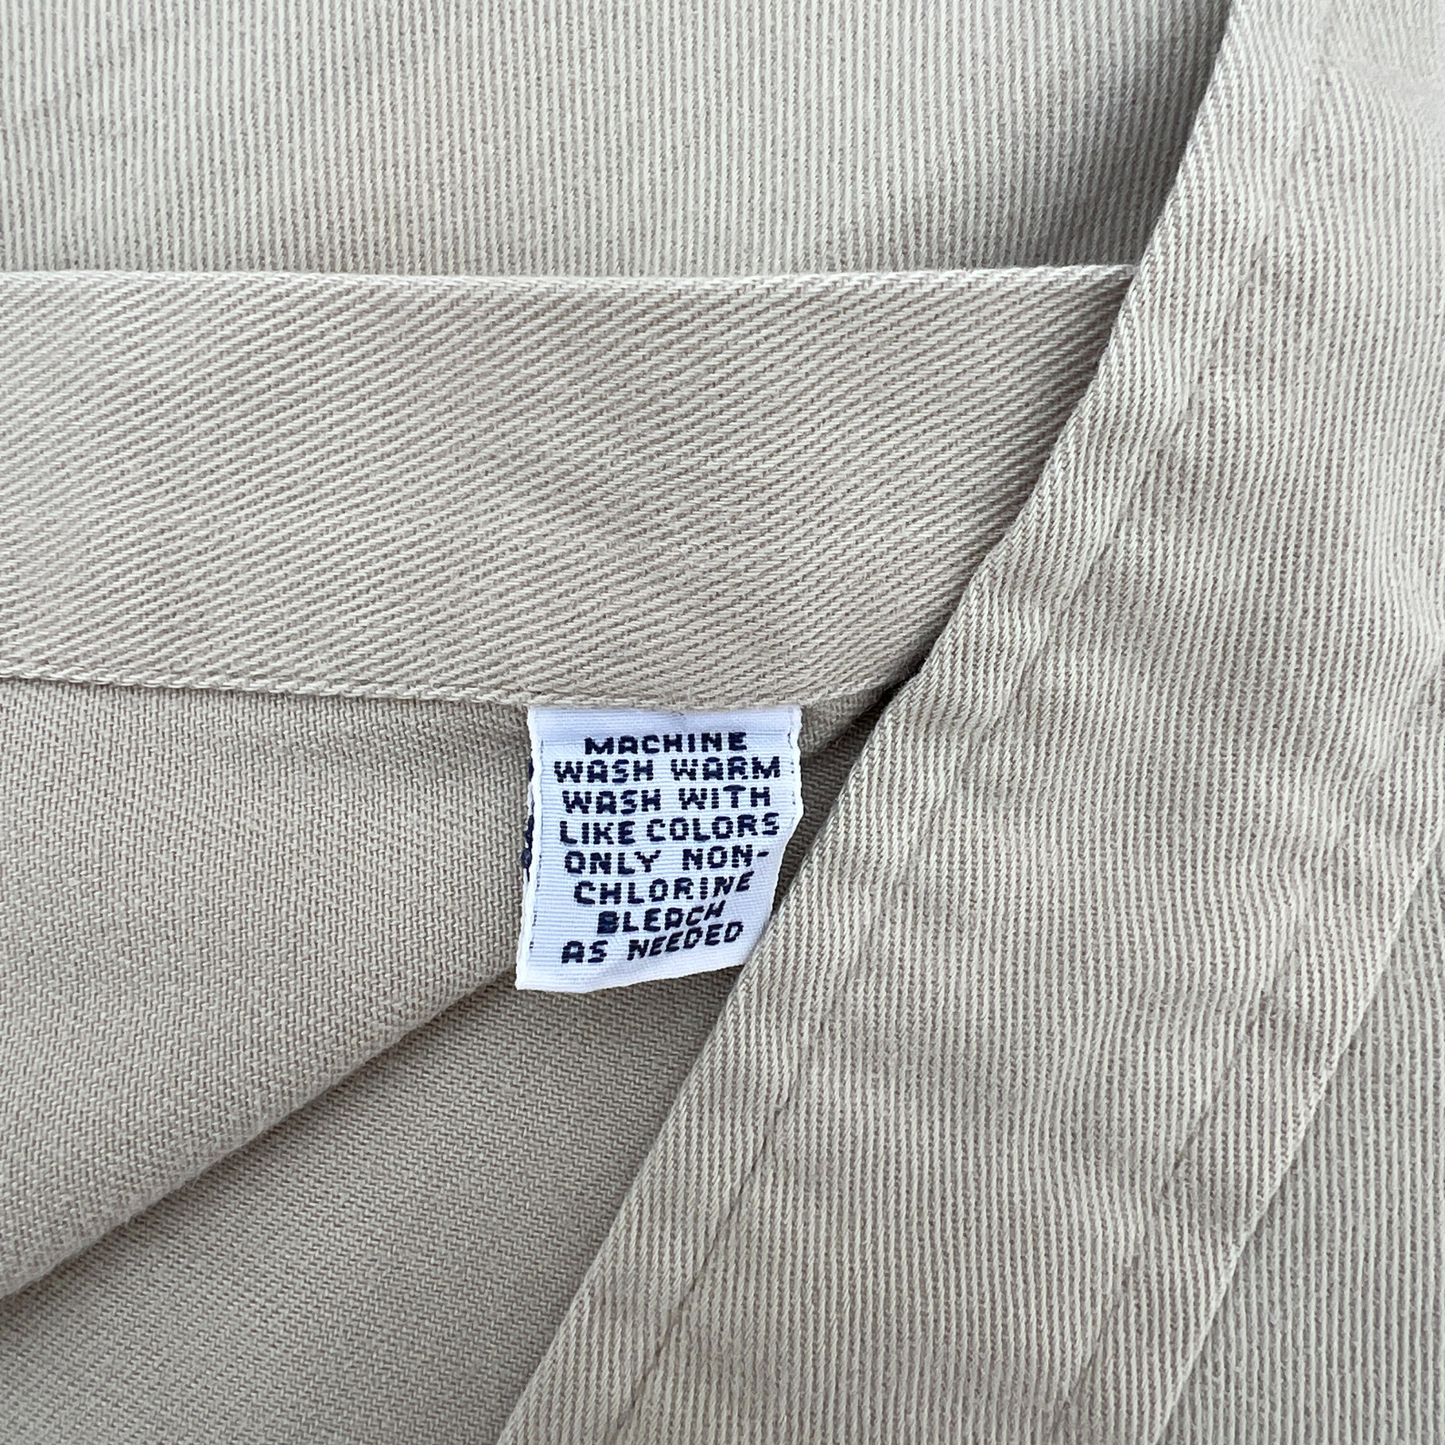 MACHINE
WASH WARM
WASH WITH
LIKE COLORS
ONLY NON-
CHLORINE
BLEACH
AS NEEDED